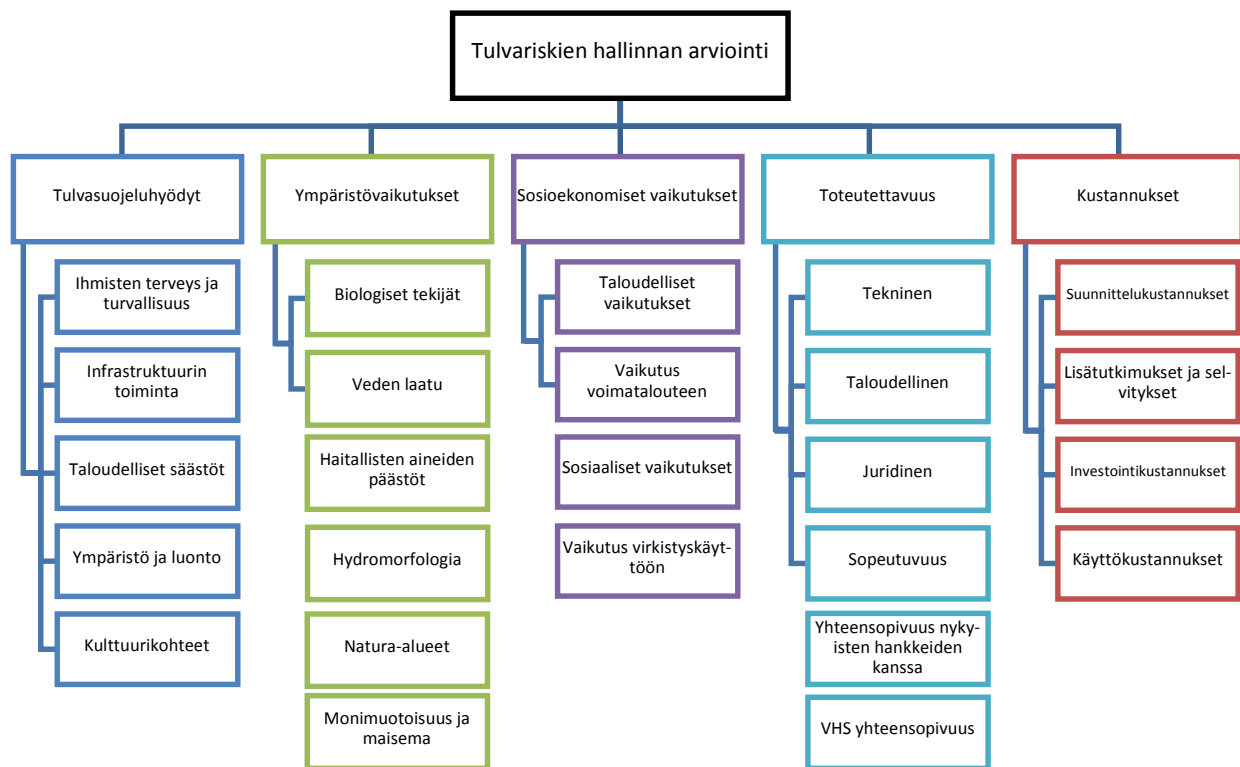 Tulvariskien hallinnan arviointi
Tulvasuojeluhyödyt
Ihmisten terveys ja
turvallisuus
Infrastruktuurin
toiminta
Taloudelliset säästöt
Ympäristö ja luonto
Kulttuurikohteet
Ympäristövaikutukset
Biologiset tekijät
Veden laatu
Haitallisten aineiden
päästöt
Hydromorfologia
Natura-alueet
Monimuotoisuus ja
maisema
Sosioekonomiset vaikutukset
Taloudelliset
vaikutukset
Vaikutus
voimatalouteen
Sosiaaliset vaikutukset
Vaikutus virkistyskäyt-
töön
Toteutettavuus
Tekninen
Taloudellinen
Juridinen
Sopeutuvuus
Yhteensopivuus nyky-
isten hankkeiden
kanssa
VHS yhteensopivuus
Kustannukset
Suunnittelukustannukset
Lisätutkimukset ja sel-
vitykset
Investointikustannukset
Käyttökustannukset